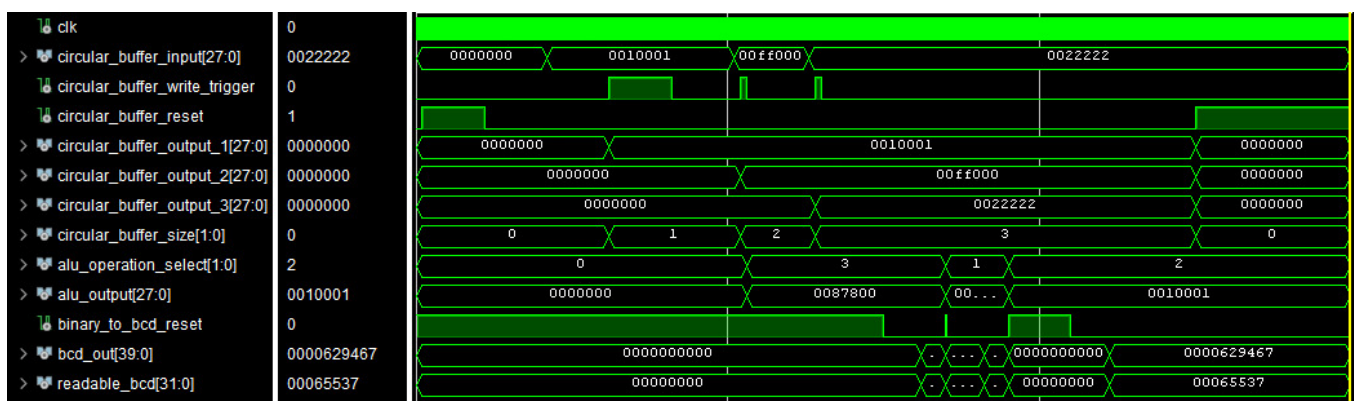 clk 0
circular_buffer_input[27:0] 0022222 0000000 0010001 00ff000 0022222
circular_buffer_write_trigger 0
circular_buffer_reset 1
circular_buffer_output_1[27:0] 0000000 0000000 0010001 0000000
circular_buffer_output_2[27:0] 0000000 0000000 00ff000 0000000
circular_buffer_output_3[27:0] 0000000 0000000 0022222 0000000
circular_buffer_size[1:0] 0 0 1 2 3 0
alu_operation_select[1:0] 2 0 3 1 2
alu_output[27:0] 0010001 0000000 0087800 00... 0010001
binary_to_bcd_reset 0
bcd_out[39:0] 0000629467 0000000000 . ... . 0000000000 0000629467
readable_bcd[31:0] 00065537 00000000 . ... . 00000000 00065537